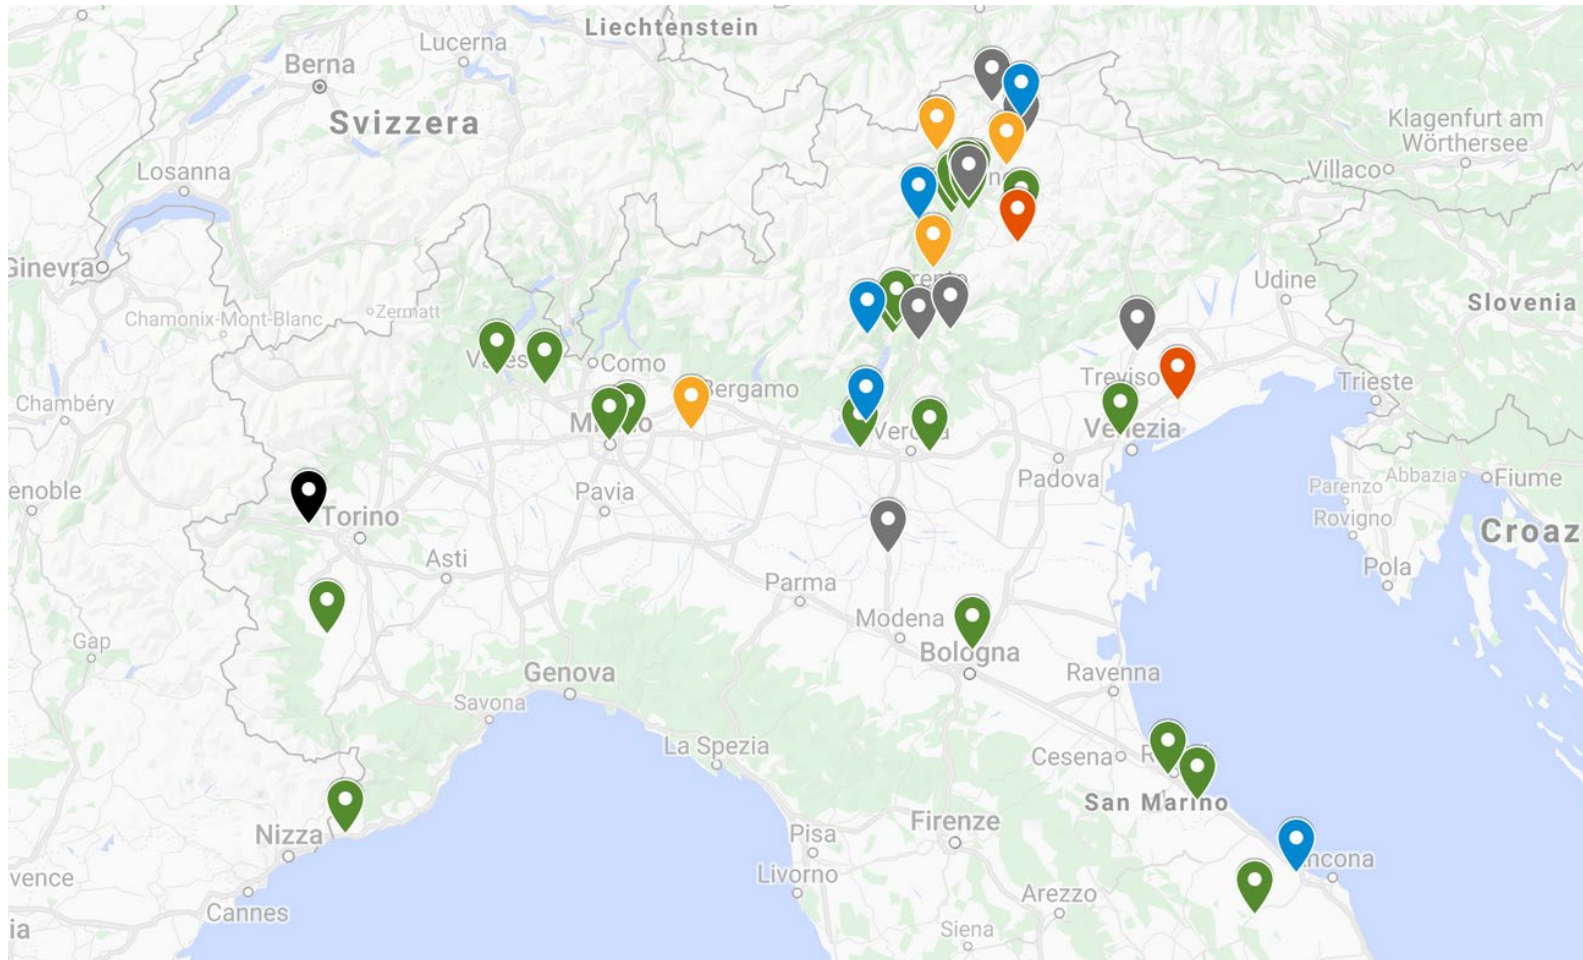 Liechtenstein
Lucerna
Berna
Svizzera
Klagenfurt am
Wörthersee
Villaco
Losanna
Ginevra
Udine
Slovenia
Chamonix-Mont-Blanc
Zermatt
Como
Bergamo
Treviso
Trieste
Chambéry
Venezia
Padova
Abbazia
Fiume
Parenzo
Pavia
Rovigno
Torino
Croaz
Asti
Pola
Parma
Modena
Gap
Bologna
Genova
Ravenna
Savona
La Spezia
Cesena
San Marino
Nizza
Pisa
Firenze
Livorno
Arezzo
Cannes
Siena